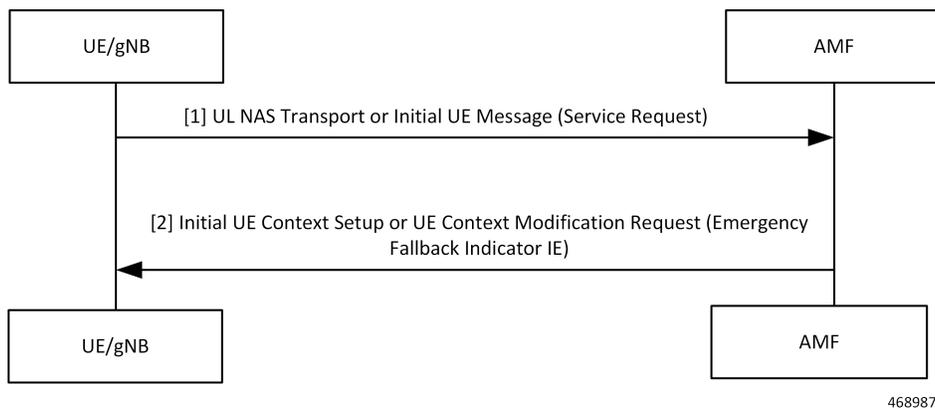 UE/gNB
AMF
[1] UL NAS Transport or Initial UE Message (Service Request)
[2] Initial UE Context Setup or UE Context Modification Request (Emergency
Fallback Indicator IE)
UE/gNB
AMF
468987